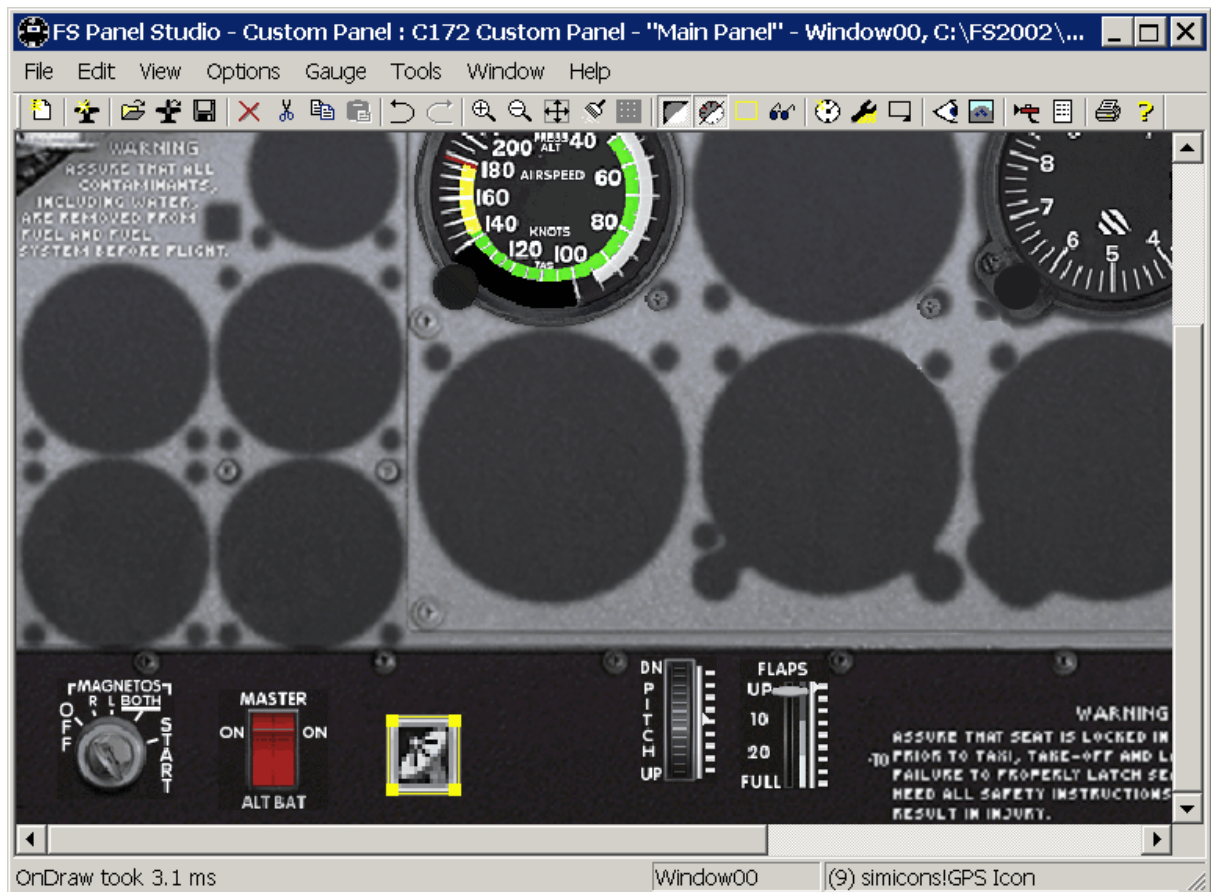 FS Panel Studio - Custom Panel : C172 Custom Panel - "Main Panel" - Window00, C:\FS2002\...
File Edit View Options Gauge Tools Window Help
WARNING
ASSURE THAT ALL
CONTAMINANTS,
INCLUDING WATER,
ARE REMOVED FROM
FUEL AND FUEL
SYSTEM BEFORE FLIGHT.
200 ALT 40
180 AIRSPEED 60
160
140 KNOTS 80
120 100
TAS
8
7
6 5 4
MAGNETOS
R L BOTH
OFF
START
MASTER
ON ON
ALT BAT
DN
PITCH
UP
FLAPS
UP
10
20
FULL
WARNING
ASSURE THAT SEAT IS LOCKED IN
PRIOR TO TAXI, TAKE-OFF AND
FAILURE TO PROPERLY LATCH
HEED ALL SAFETY INSTRUCTIONS
RESULT IN INJURY.
OnDraw took 3.1 ms
Window00
(9) simicons!GPS Icon